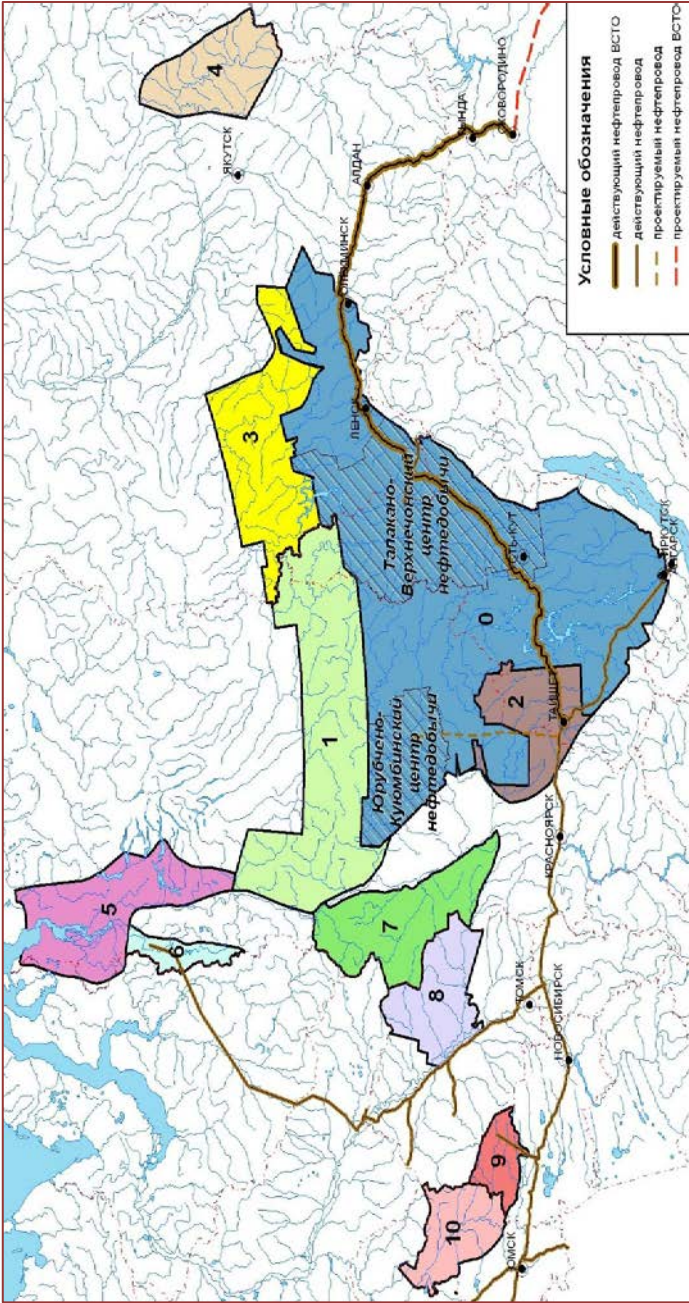 4
ЯКУТСК
АЛДАН
ТЫНДА
СКОВОРОДИНО
ОЛЕКМИНСК
ЛЕНСК
3
Талакано-
Верхнечонский
центр
нефтедобычи
УСТЬ-КУТ
ИРКУТСК
АНГАРСК
0
1
2
ТАЙШЕТ
Юрубчено-
Куюмбинский
центр
нефтедобычи
КРАСНОЯРСК
5
6
7
8
ТОМСК
НОВОСИБИРСК
9
10
ОМСК
Условные обозначения
действующий нефтепровод ВСТО
действующий нефтепровод
проектируемый нефтепровод
проектируемый нефтепровод ВСТО